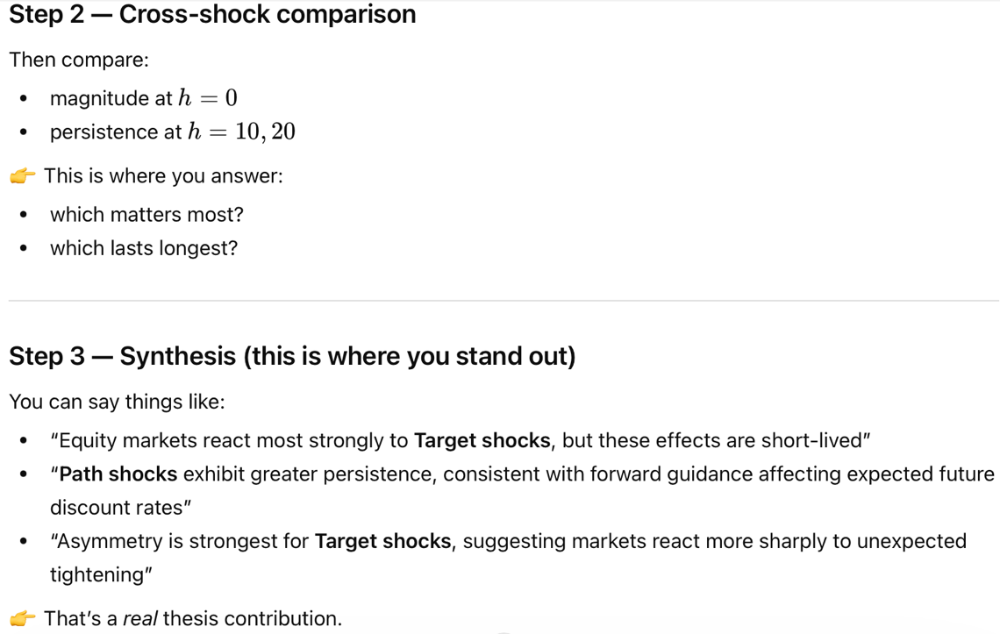 Step 2 — Cross-shock comparison
Then compare:
• magnitude at h = 0
• persistence at h = 10, 20
👉 This is where you answer:
• which matters most?
• which lasts longest?
Step 3 — Synthesis (this is where you stand out)
You can say things like:
• “Equity markets react most strongly to Target shocks, but these effects are short-lived”
• “Path shocks exhibit greater persistence, consistent with forward guidance affecting expected future
discount rates”
• “Asymmetry is strongest for Target shocks, suggesting markets react more sharply to unexpected
tightening”
👉 That’s a real thesis contribution.